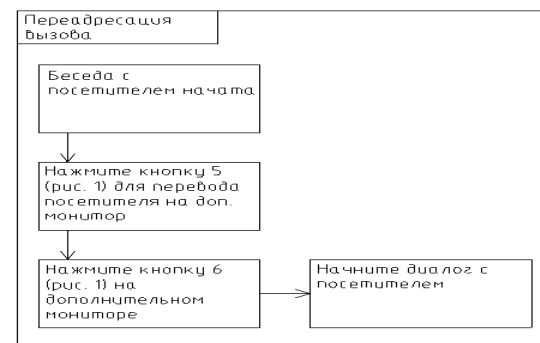 Переадресация
вызова
Беседа с
посетителем начата
Нажмите кнопку 5
(рис. 1) для перевода
посетителя на доп.
монитор
Нажмите кнопку 6
(рис. 1) на
дополнительном
мониторе
Начните диалог с
посетителем